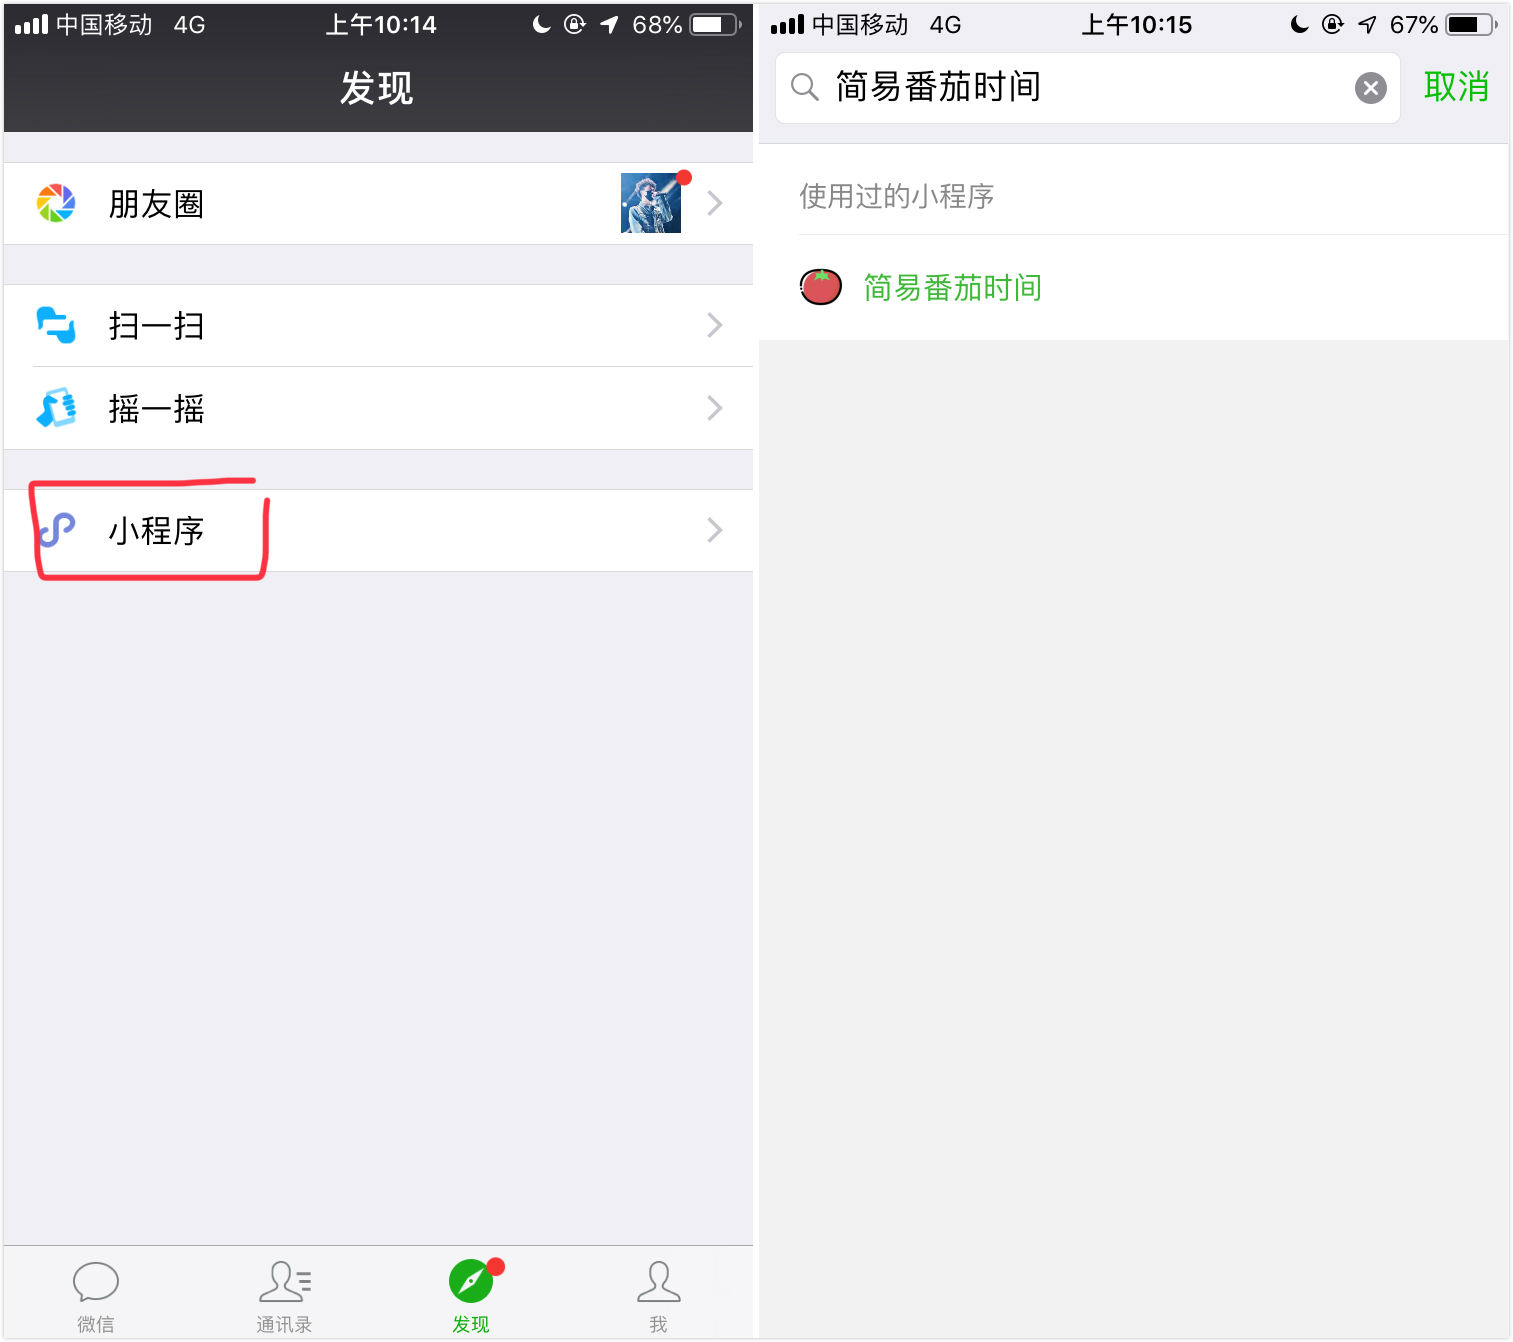 中国移动 4G 上午10:14 68%
发现
朋友圈
扫一扫
摇一摇
小程序
微信 通讯录 发现 我
中国移动 4G 上午10:15 67%
简易番茄时间 取消
使用过的小程序
简易番茄时间